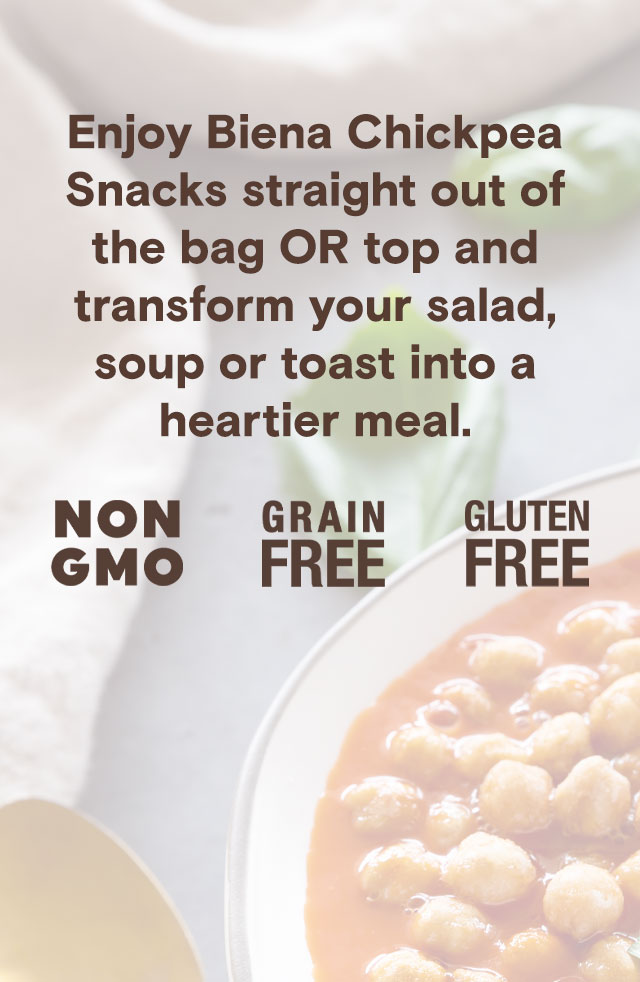 Enjoy Biena Chickpea
Snacks straight out of
the bag OR top and
transform your salad,
soup or toast into a
heartier meal.
NON
GMO
GRAIN
FREE
GLUTEN
FREE